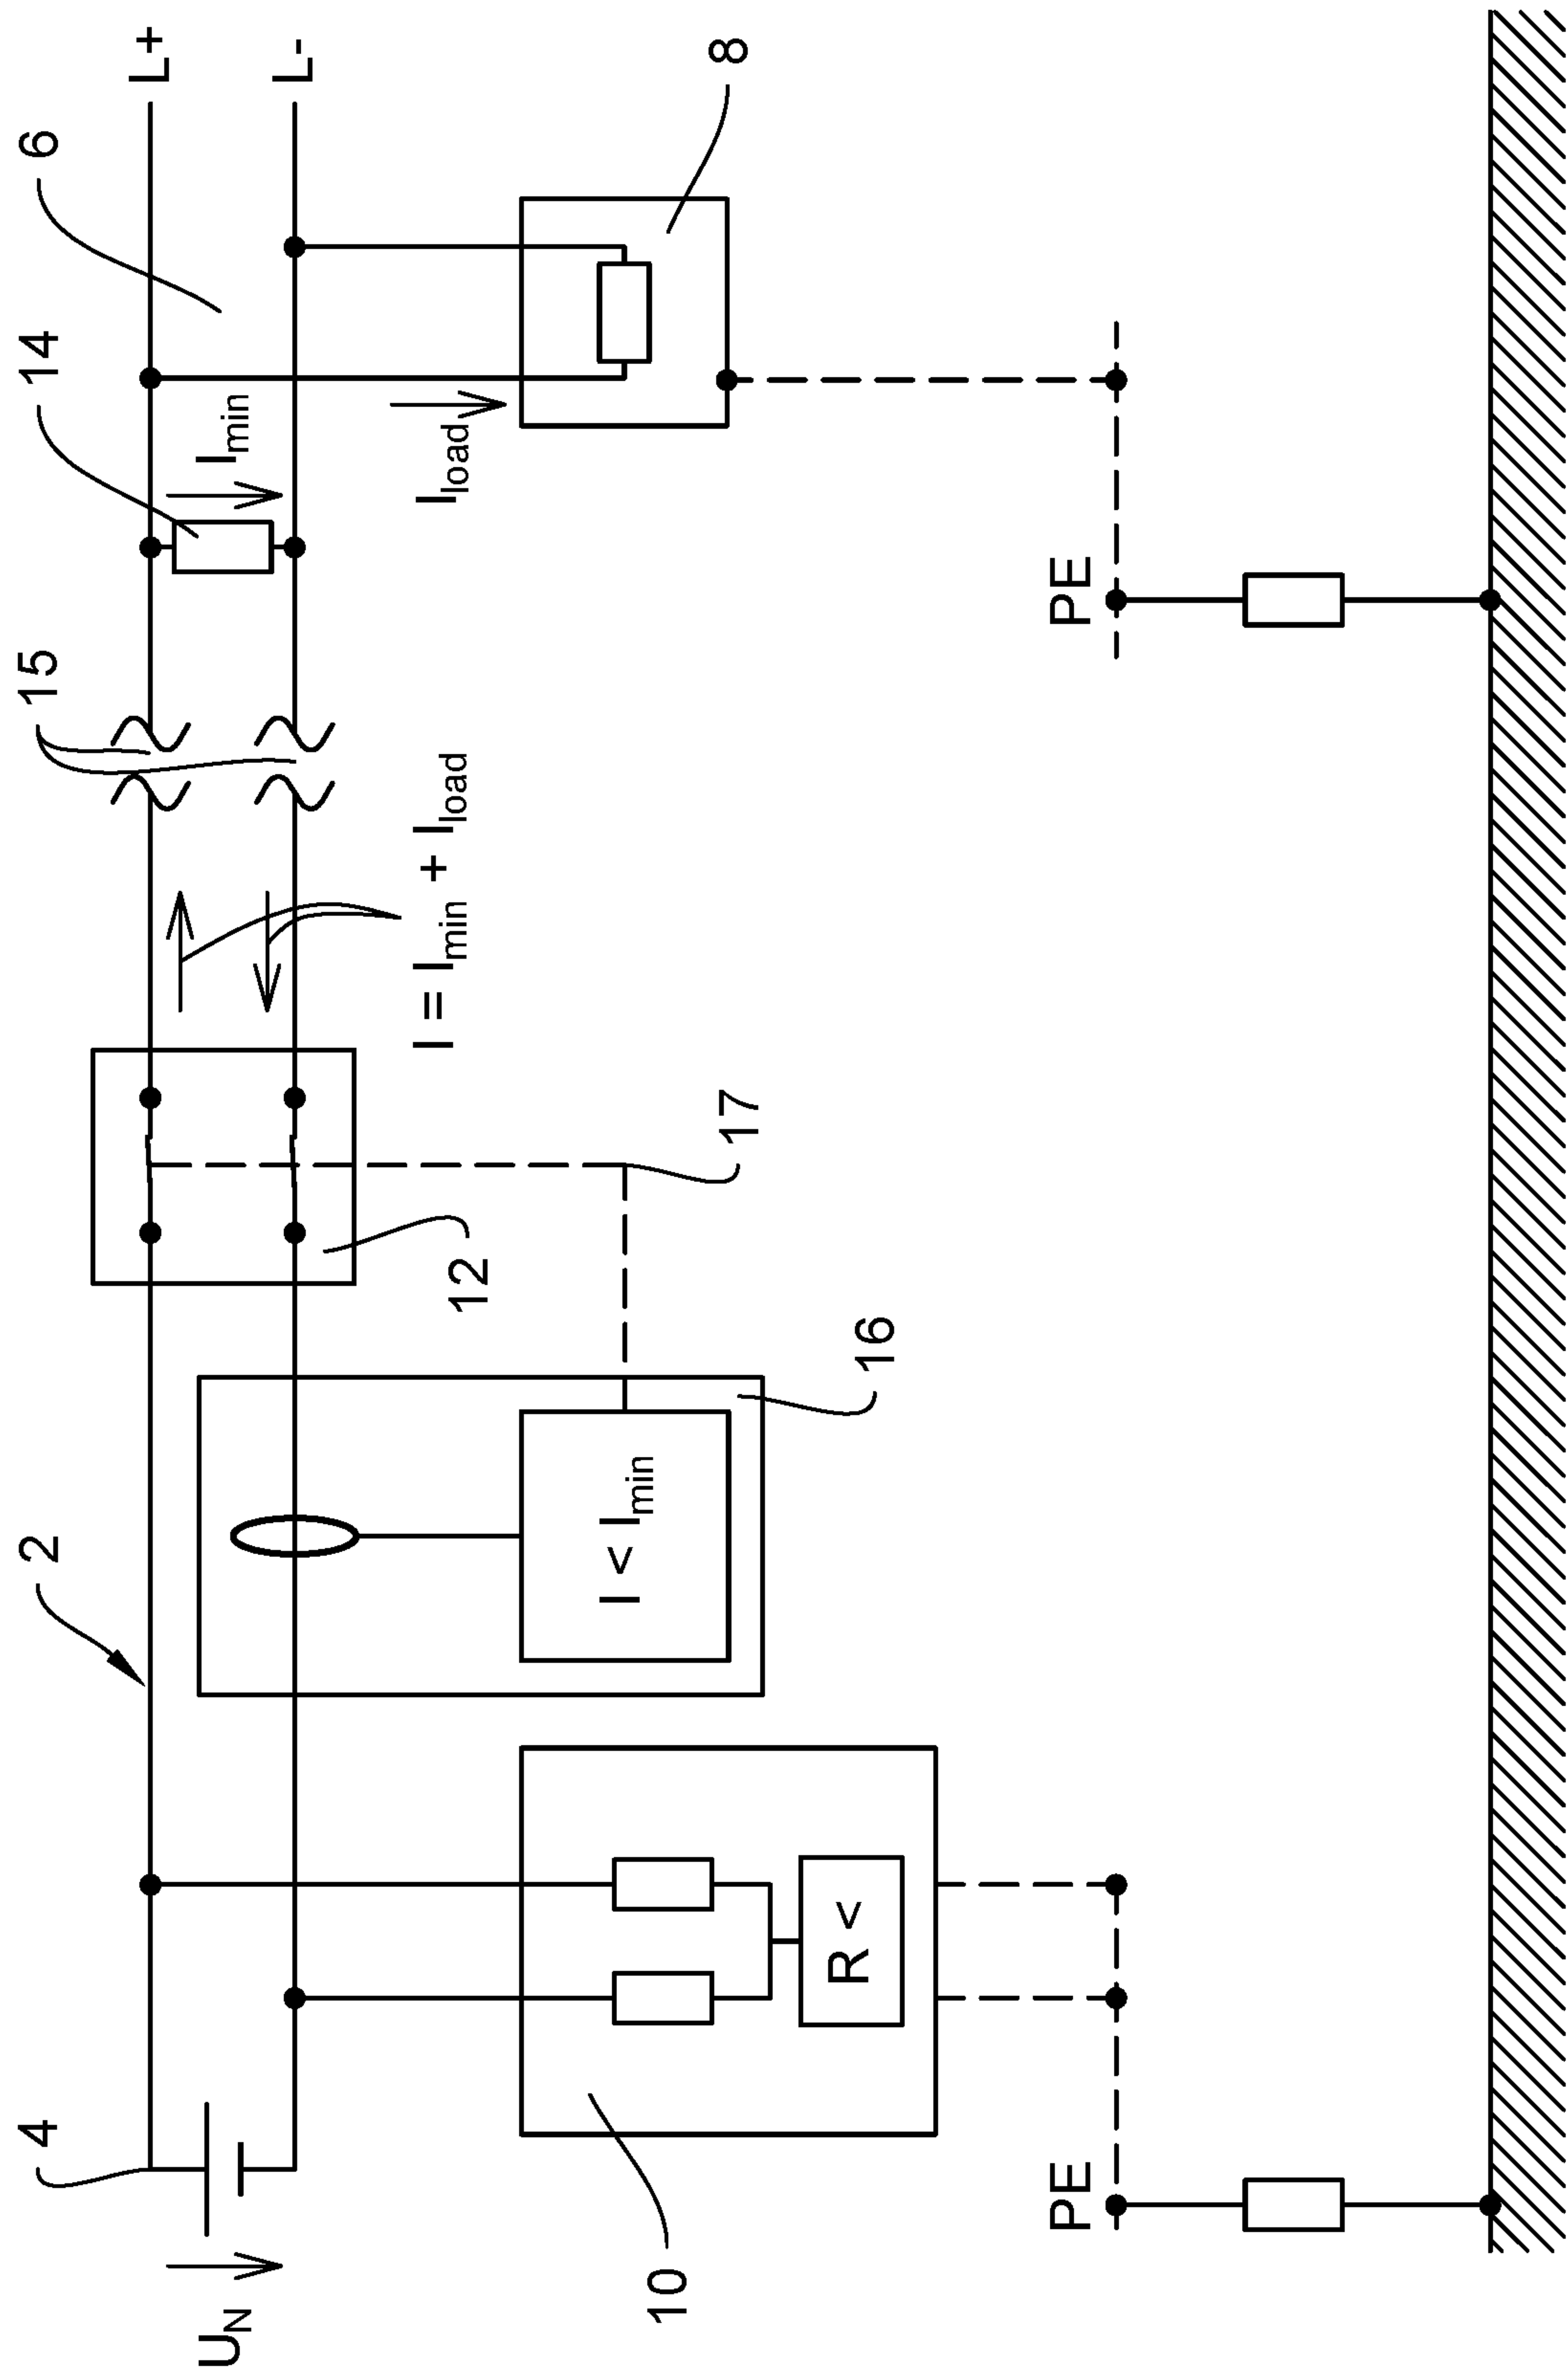 2
4
15
14
6
L+
L-
U_N
I_min
I_load
I = I_min + I_load
8
12
17
16
I < I_min
R <
10
PE
PE